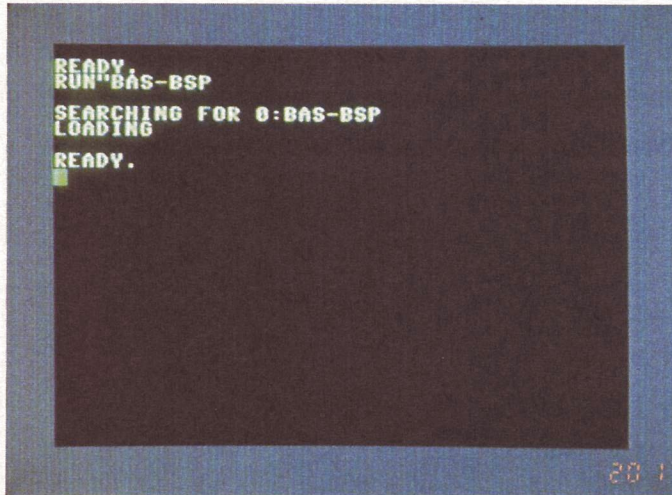 READY.
RUN"BAS-BSP
SEARCHING FOR 0:BAS-BSP
LOADING
READY.
201